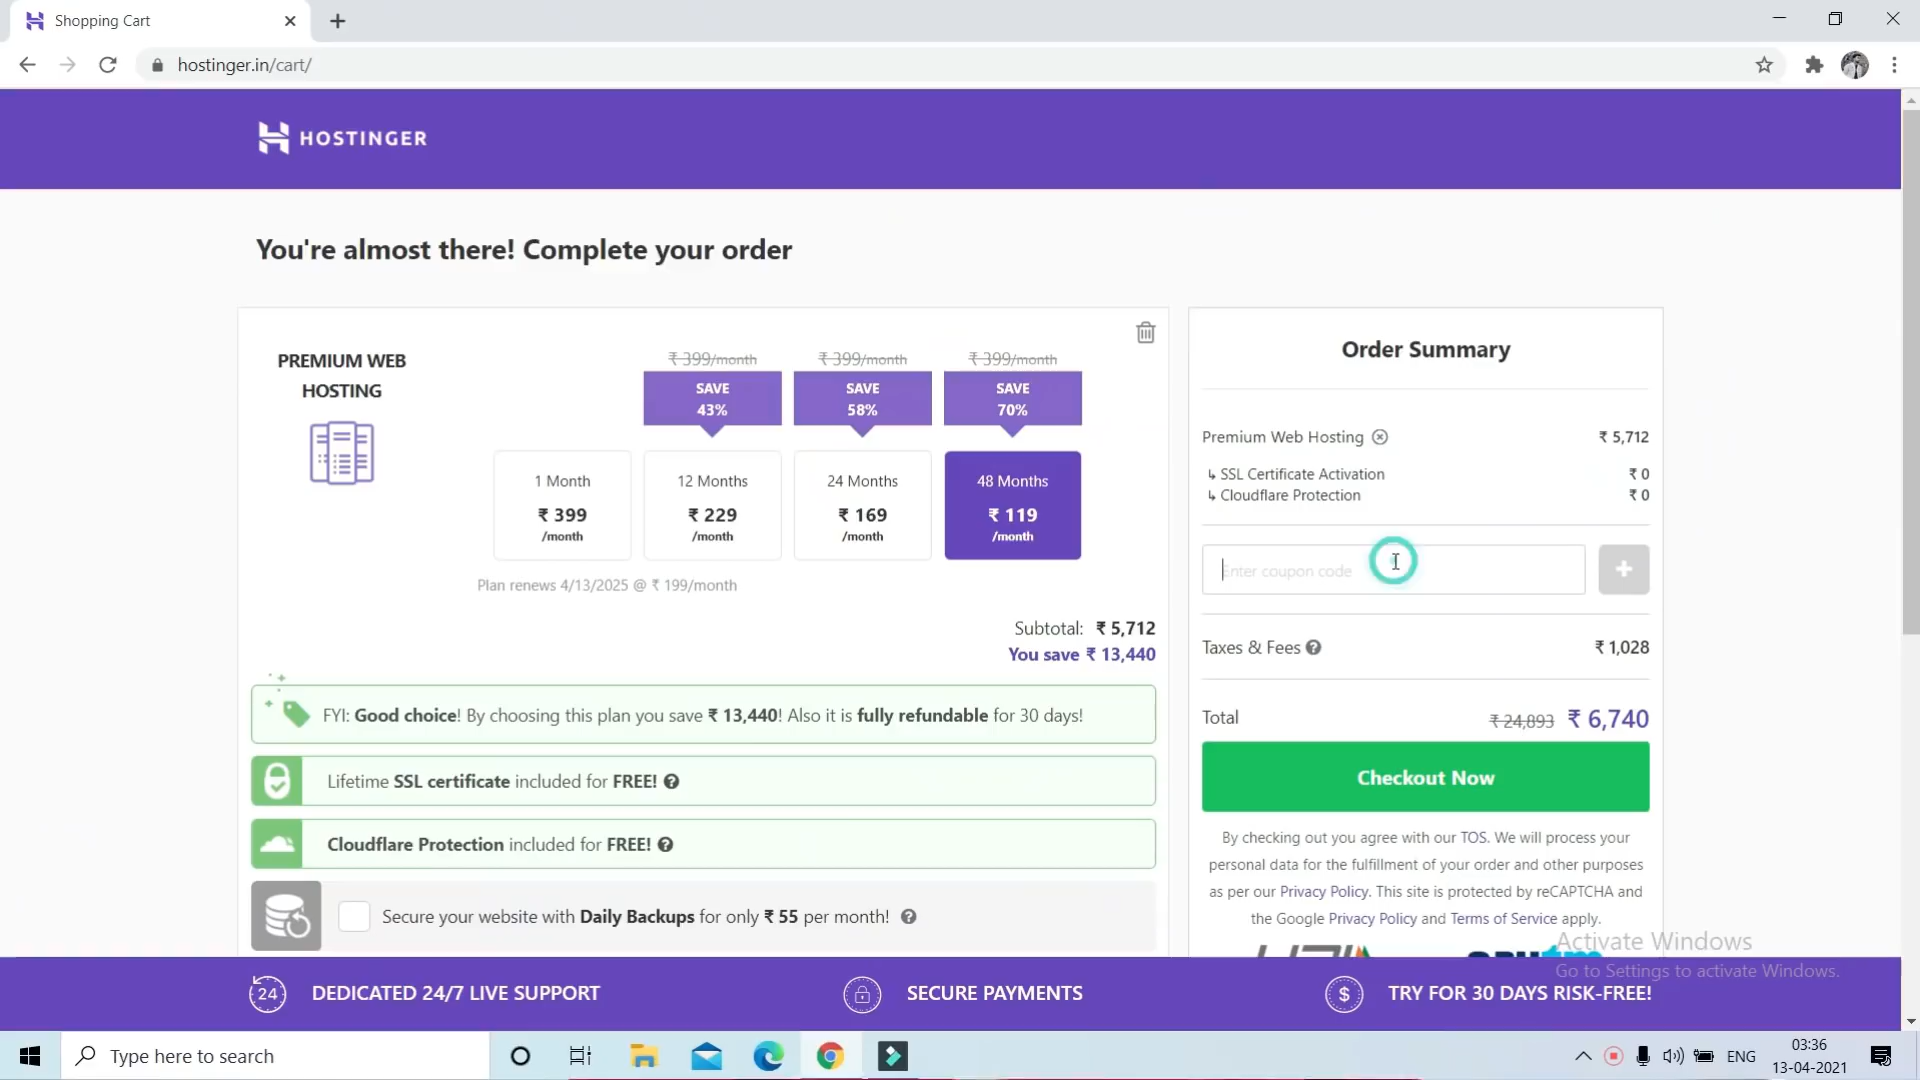 Shopping Cart
hostinger.in/cart/
HOSTINGER
You're almost there! Complete your order
PREMIUM WEB
HOSTING
₹ 399/month
₹ 399/month
₹ 399/month
SAVE
43%
SAVE
58%
SAVE
70%
1 Month
₹ 399
/month
12 Months
₹ 229
/month
24 Months
₹ 169
/month
48 Months
₹ 119
/month
Plan renews 4/13/2025 @ ₹ 199/month
Subtotal: ₹ 5,712
You save ₹ 13,440
FYI: Good choice! By choosing this plan you save ₹ 13,440! Also it is fully refundable for 30 days!
Lifetime SSL certificate included for FREE!
Cloudflare Protection included for FREE!
Secure your website with Daily Backups for only ₹ 55 per month!
Order Summary
Premium Web Hosting ₹ 5,712
↳ SSL Certificate Activation ₹ 0
↳ Cloudflare Protection ₹ 0
Enter coupon code
Taxes & Fees ₹ 1,028
Total ₹ 24,893 ₹ 6,740
Checkout Now
By checking out you agree with our TOS. We will process your
personal data for the fulfillment of your order and other purposes
as per our Privacy Policy. This site is protected by reCAPTCHA and
the Google Privacy Policy and Terms of Service apply.
Activate Windows
Go to Settings to activate Windows.
24 DEDICATED 24/7 LIVE SUPPORT
SECURE PAYMENTS
$ TRY FOR 30 DAYS RISK-FREE!
Type here to search
ENG
03:36
13-04-2021